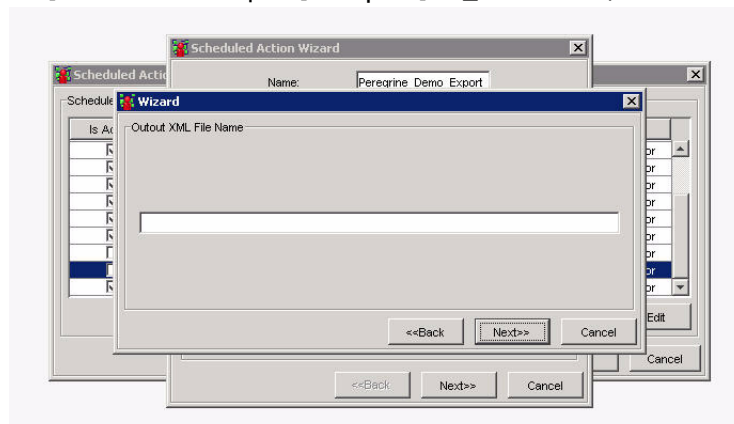 Scheduled Action Wizard
Name: Peregrine_Demo_Export
Scheduled Actio
Schedule
Wizard
Is Ac
Outout XML File Name
or
or
or
or
or
or
or
or
or
<<Back Next>> Cancel
Edit
Cancel
<<Back Next>> Cancel